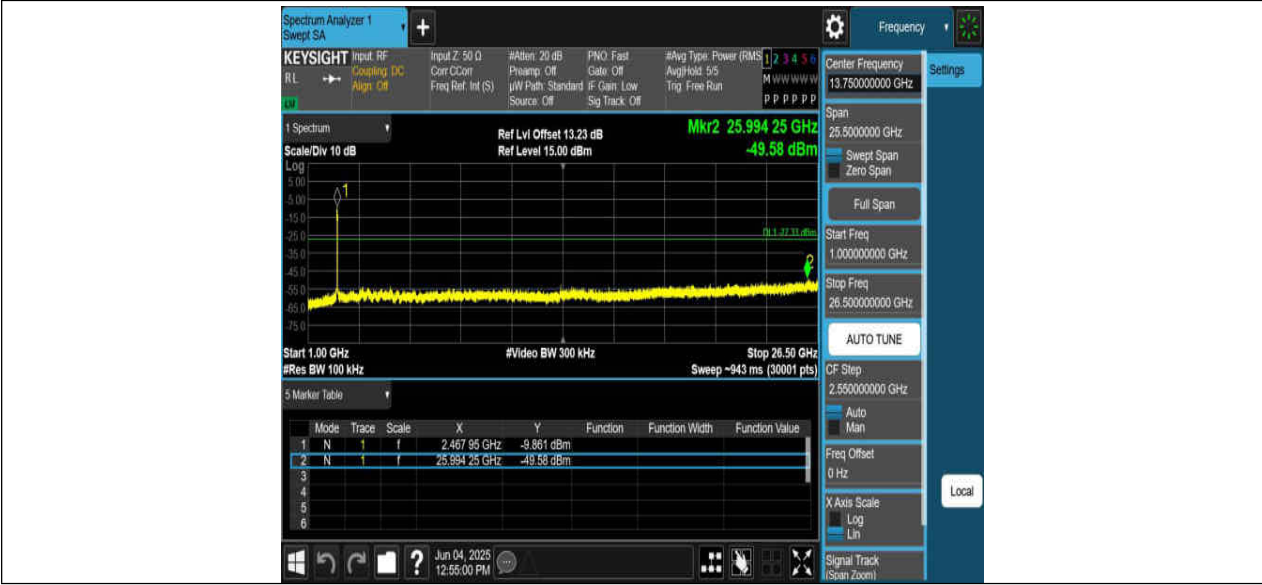 Spectrum Analyzer 1
Swept SA
+
Frequency
KEYSIGHT
RL
Input: RF
Coupling: DC
Align: Off
Input Z: 50 Ω
Corr CCorr
Freq Ref: Int (S)
#Atten: 20 dB
Preamp: Off
µW Path: Standard
Source: Off
PNO: Fast
Gate: Off
IF Gain: Low
Sig Track: Off
#Avg Type: Power (RMS
Avg|Hold: 5/5
Trig: Free Run
1 2 3 4 5 6
M W W W W W
P P P P P P
1 Spectrum
Scale/Div 10 dB
Ref Lvl Offset 13.23 dB
Ref Level 15.00 dBm
Mkr2 25.994 25 GHz
-49.58 dBm
Log
5.00
-5.00
-15.0
-25.0
-35.0
-45.0
-55.0
-65.0
-75.0
1
DL1 -27.33 dBm
2
Start 1.00 GHz
#Res BW 100 kHz
#Video BW 300 kHz
Stop 26.50 GHz
Sweep ~943 ms (30001 pts)
5 Marker Table
Mode Trace Scale X Y Function Function Width Function Value
1 N 1 f 2.467 95 GHz -9.861 dBm
2 N 1 f 25.994 25 GHz -49.58 dBm
3
4
5
6
?
Jun 04, 2025
12:55:00 PM
Center Frequency
13.750000000 GHz
Settings
Span
25.5000000 GHz
Swept Span
Zero Span
Full Span
Start Freq
1.000000000 GHz
Stop Freq
26.500000000 GHz
AUTO TUNE
CF Step
2.550000000 GHz
Auto
Man
Freq Offset
0 Hz
X Axis Scale
Log
Lin
Local
Signal Track
(Span Zoom)